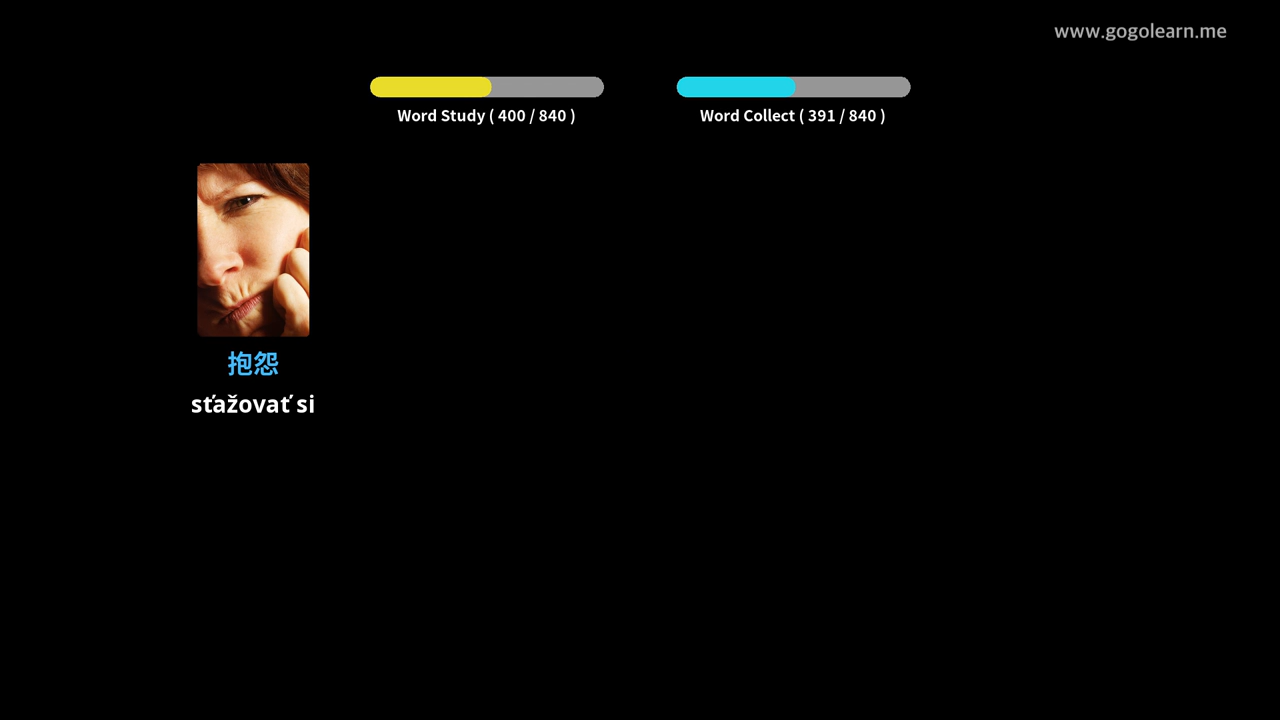 www.gogolearn.me
Word Study ( 400 / 840 )
Word Collect ( 391 / 840 )
抱怨
sťažovať si